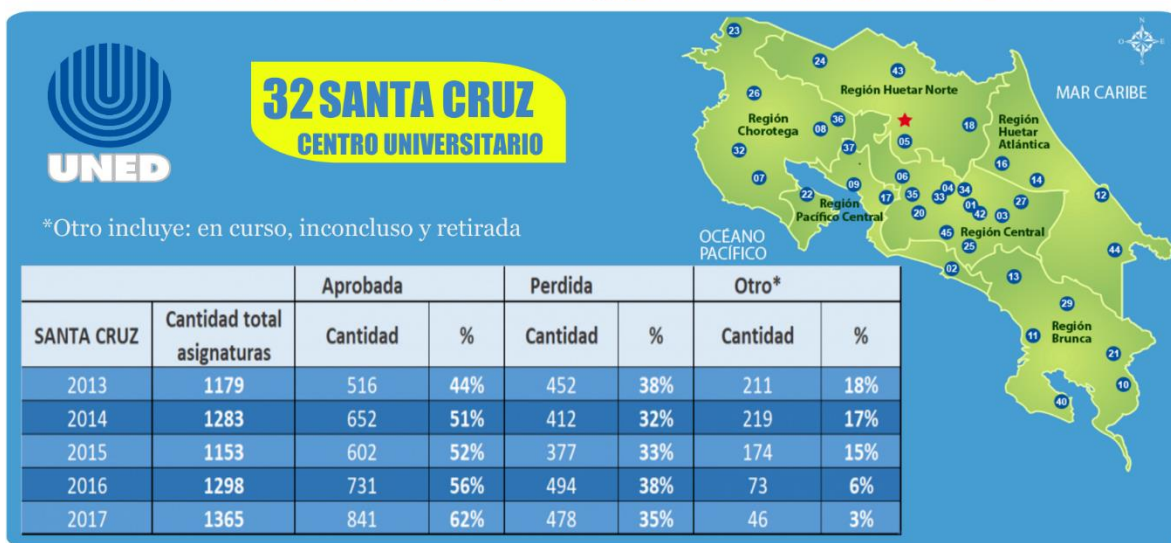 UNED
32 SANTA CRUZ
CENTRO UNIVERSITARIO
*Otro incluye: en curso, inconcluso y retirada
Aprobada Perdida Otro*
SANTA CRUZ Cantidad total asignaturas Cantidad % Cantidad % Cantidad %
2013 1179 516 44% 452 38% 211 18%
2014 1283 652 51% 412 32% 219 17%
2015 1153 602 52% 377 33% 174 15%
2016 1298 731 56% 494 38% 73 6%
2017 1365 841 62% 478 35% 46 3%
N
O E
S
MAR CARIBE
OCÉANO
PACÍFICO
23
24
43
Región Huetar Norte
26
Región
Chorotega
36
08
18
Región
Huetar
Atlántica
05
32
37
16
07
06
14
22
09
17
35
33
04
34
12
01
27
Región
Pacífico Central
20
42
03
45
Región Central
25
44
02
13
29
11
Región
Brunca
21
10
40